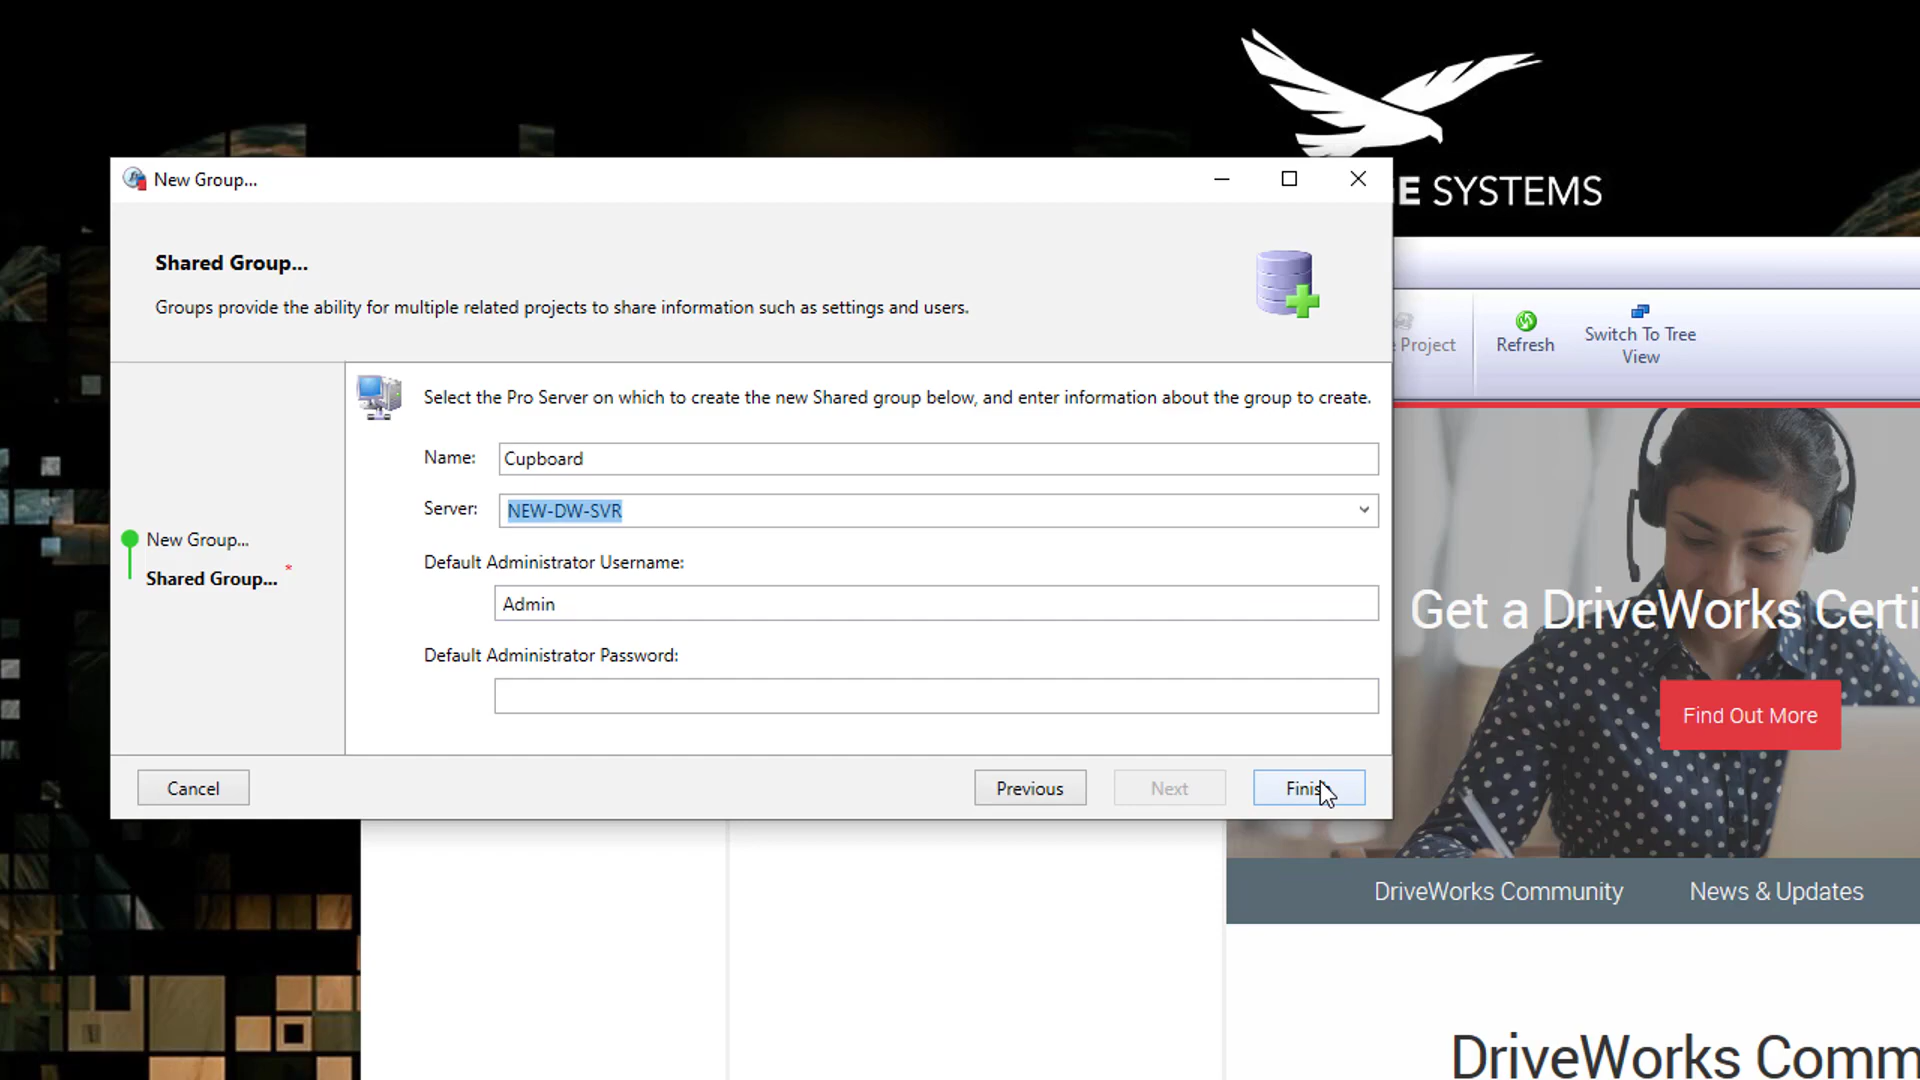 New Group...
GE SYSTEMS
Shared Group...
Groups provide the ability for multiple related projects to share information such as settings and users.
Project
Refresh
Switch To Tree
View
Select the Pro Server on which to create the new Shared group below, and enter information about the group to create.
Name: Cupboard
Server: NEW-DW-SVR
New Group...
Shared Group... *
Default Administrator Username:
Admin
Default Administrator Password:
Get a DriveWorks Certi
Find Out More
Cancel
Previous
Next
Finish
DriveWorks Community
News & Updates
DriveWorks Comm